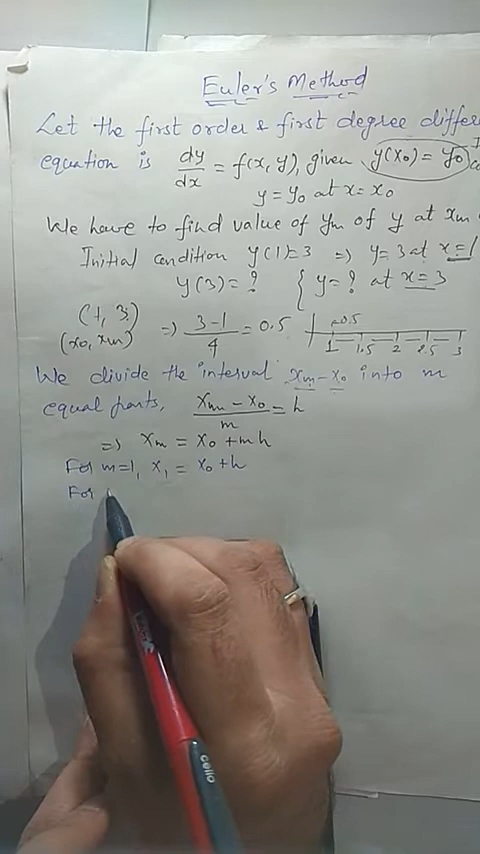 Euler's Method
Let the first order & first degree differ
equation is dy/dx = f(x, y), given y(x₀) = y₀
y = y₀ at x = x₀
We have to find value of yₘ of y at xₘ
Initial condition y(1)=3 => y=3 at x=1
y(3) = ? { y = ? at x = 3
(1, 3) => 3-1/4 = 0.5 0.5
(x₀, xₘ) 1 1.5 2 2.5 3
We divide the interval xₘ - x₀ into m
equal parts, xₘ - x₀/m = h
=> xₘ = x₀ + mh
For m=1, x₁ = x₀ + h
For
cello